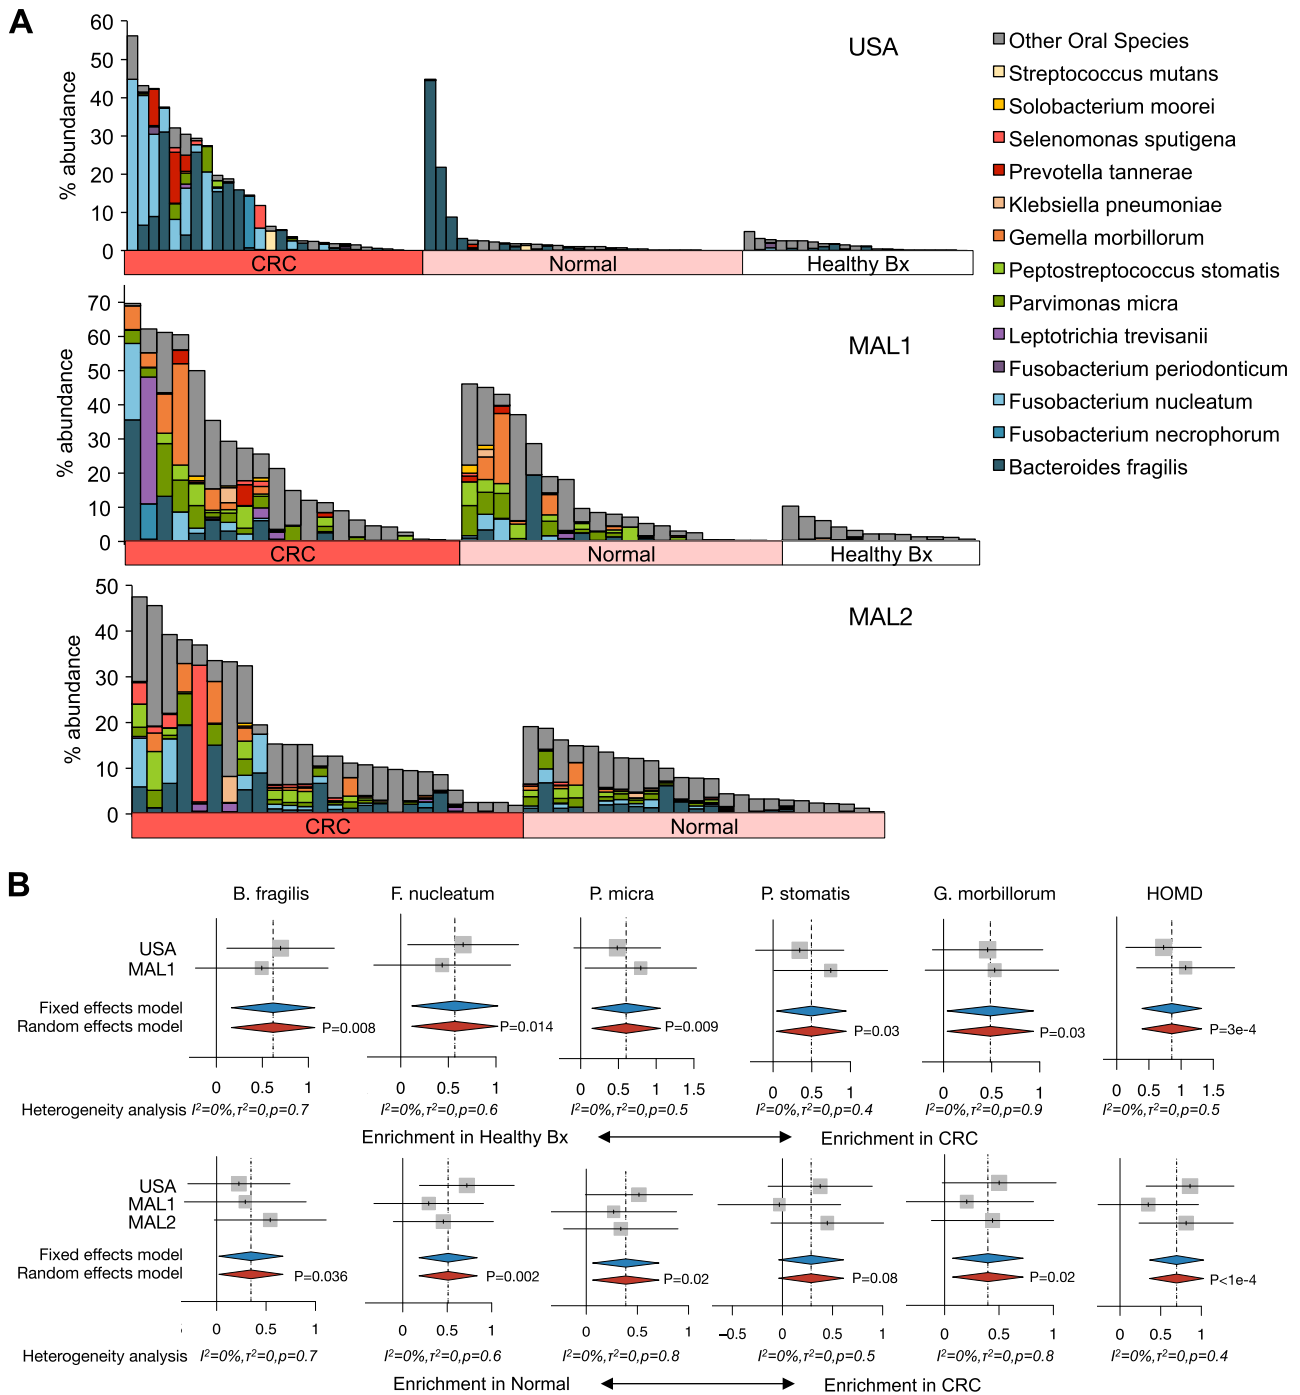 A
USA
% abundance
60
50
40
30
20
10
0
CRC
Normal
Healthy Bx
Other Oral Species
Streptococcus mutans
Solobacterium moorei
Selenomonas sputigena
Prevotella tannerae
Klebsiella pneumoniae
Gemella morbillorum
Peptostreptococcus stomatis
Parvimonas micra
Leptotrichia trevisanii
Fusobacterium periodonticum
Fusobacterium nucleatum
Fusobacterium necrophorum
Bacteroides fragilis
MAL1
% abundance
70
60
50
40
30
20
10
0
CRC
Normal
Healthy Bx
MAL2
% abundance
50
40
30
20
10
0
CRC
Normal
B
B. fragilis F. nucleatum P. micra P. stomatis G. morbillorum HOMD
USA
MAL1
Fixed effects model
Random effects model
P=0.008 P=0.014 P=0.009 P=0.03 P=0.03 P=3e-4
0 0.5 1 0 0.5 1 0 0.5 1 1.5 0 0.5 1 0 0.5 1 0 0.5 1 1.5
Heterogeneity analysis I²=0%,τ²=0,p=0.7 I²=0%,τ²=0,p=0.6 I²=0%,τ²=0,p=0.5 I²=0%,τ²=0,p=0.4 I²=0%,τ²=0,p=0.9 I²=0%,τ²=0,p=0.5
Enrichment in Healthy Bx Enrichment in CRC
USA
MAL1
MAL2
Fixed effects model
Random effects model
P=0.036 P=0.002 P=0.02 P=0.08 P=0.02 P<1e-4
0 0.5 1 0 0.5 1 0 0.5 1 −0.5 0 0.5 1 0 0.5 1 0 0.5 1
Heterogeneity analysis I²=0%,τ²=0,p=0.7 I²=0%,τ²=0,p=0.6 I²=0%,τ²=0,p=0.8 I²=0%,τ²=0,p=0.5 I²=0%,τ²=0,p=0.8 I²=0%,τ²=0,p=0.4
Enrichment in Normal Enrichment in CRC